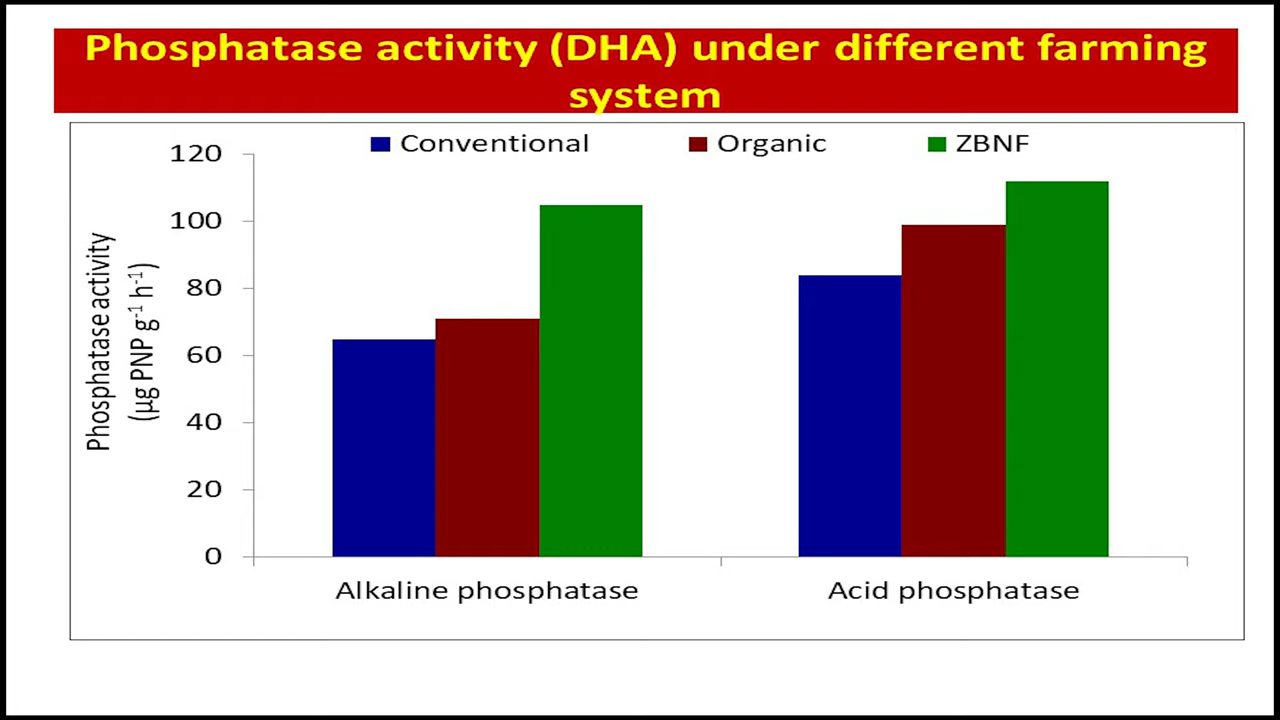 Phosphatase activity (DHA) under different farming
system
Conventional
Organic
ZBNF
120
100
80
60
40
20
0
Phosphatase activity
(µg PNP g⁻¹ h⁻¹)
Alkaline phosphatase
Acid phosphatase